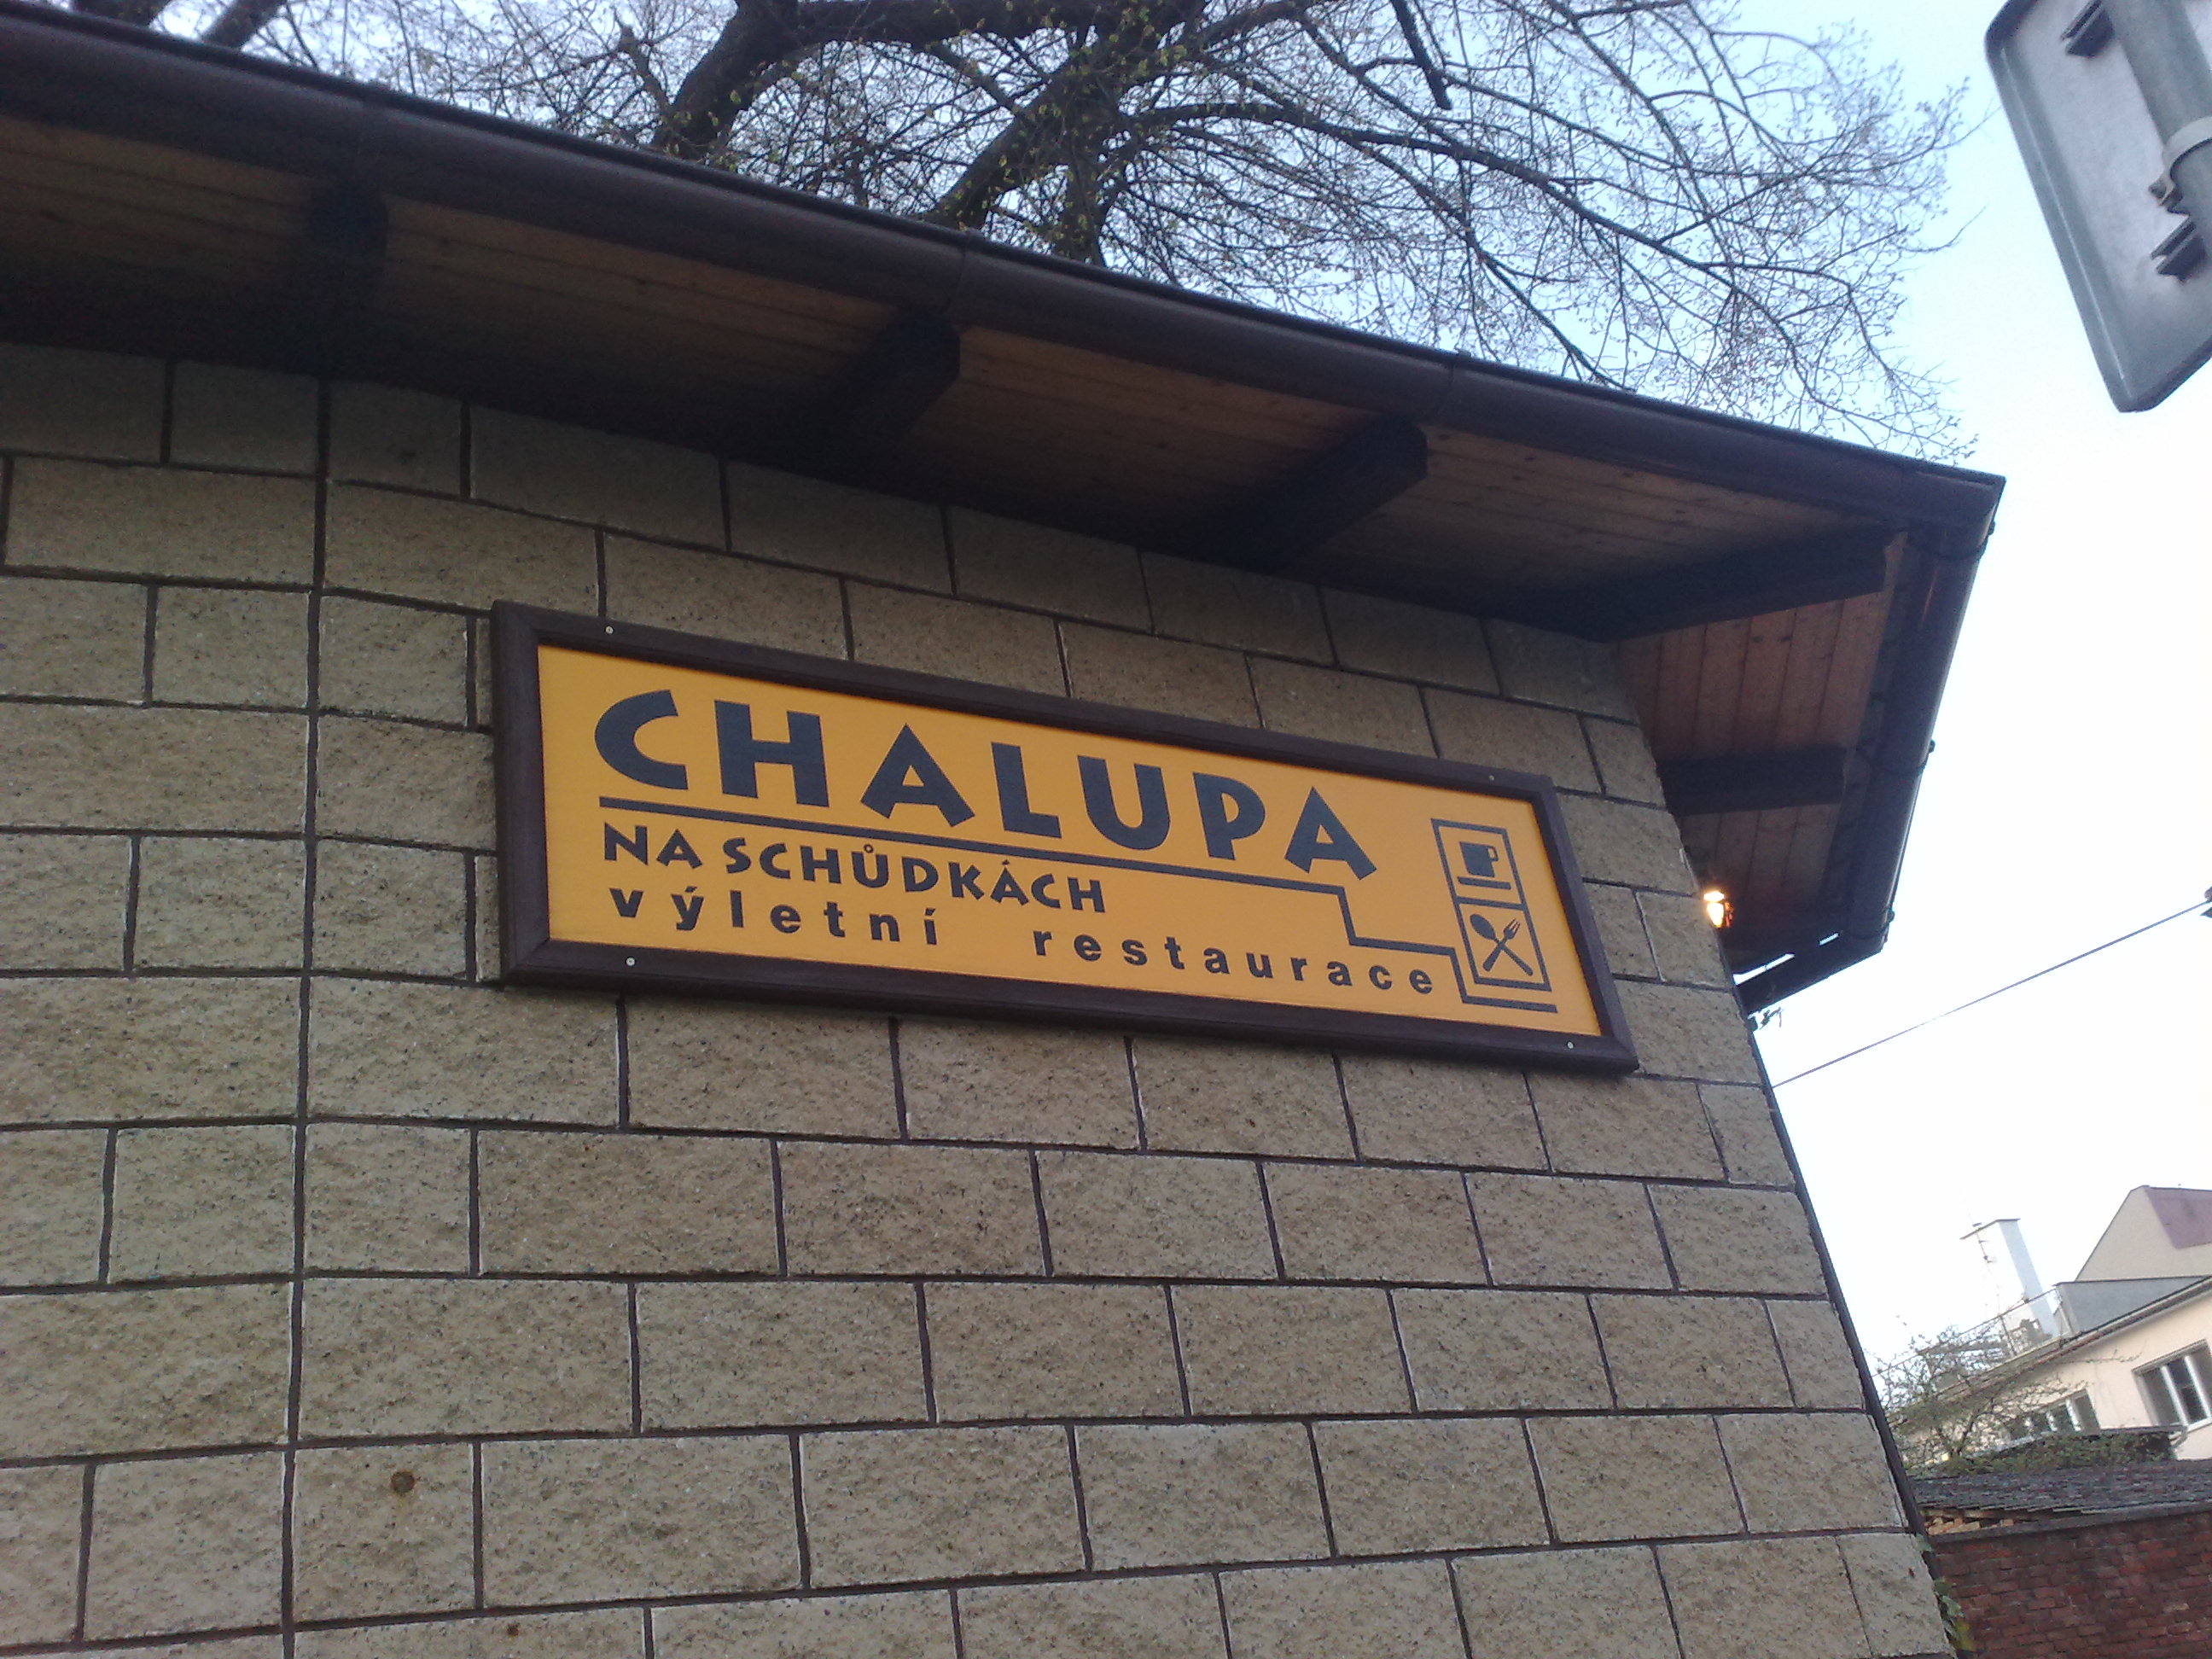 CHALUPA
NA SCHŮDKÁCH
výletní restaurace